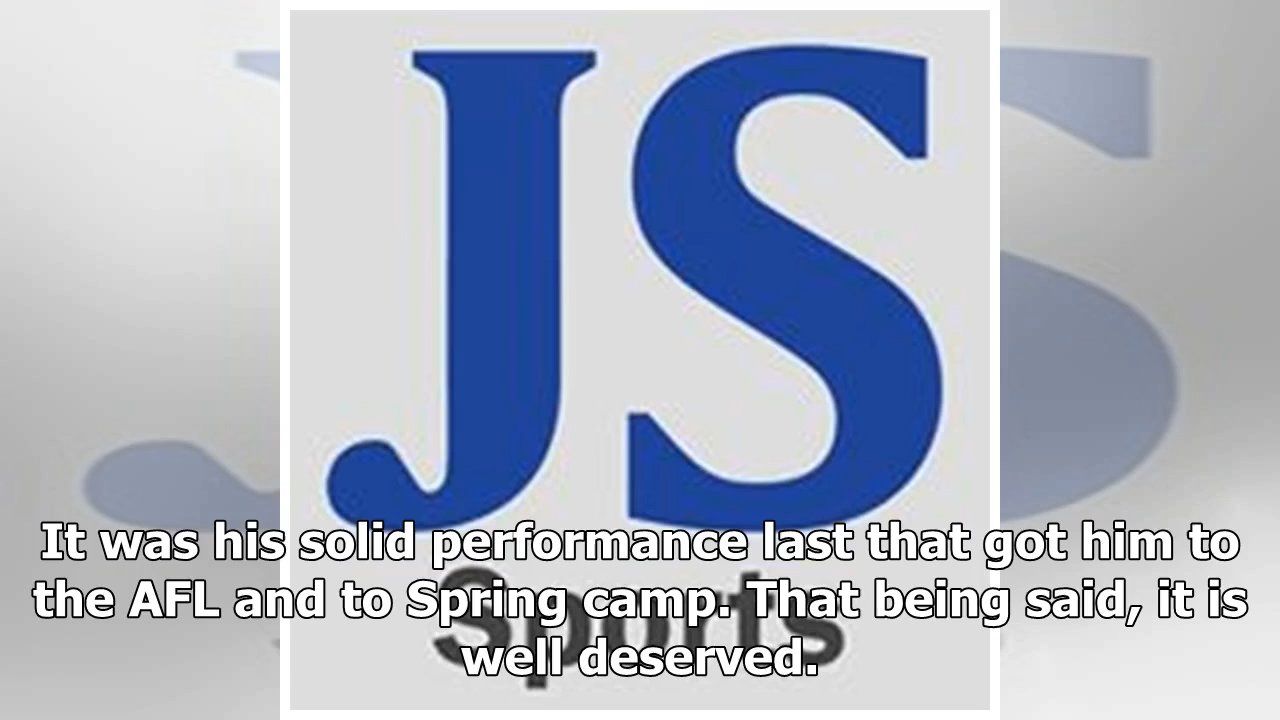 JS
Sports
It was his solid performance last that got him to
the AFL and to Spring camp. That being said, it is
well deserved.